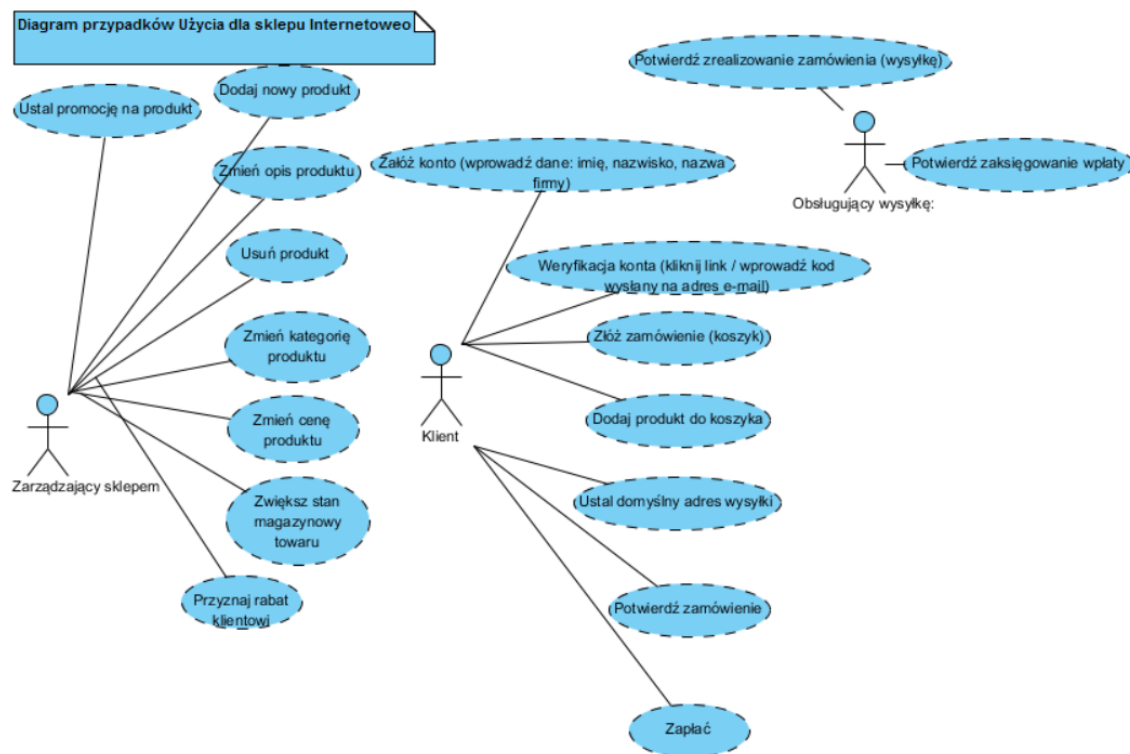 Diagram przypadków Użycia dla sklepu Internetoweo
Ustal promocję na produkt
Dodaj nowy produkt
Zmień opis produktu
Usuń produkt
Zmień kategorię
produktu
Zmień cenę
produktu
Zwiększ stan
magazynowy
towaru
Przyznaj rabat
klientowi
Zarządzający sklepem
Załóż konto (wprowadź dane: imię, nazwisko, nazwa
firmy)
Weryfikacja konta (kliknij link / wprowadź kod
wysłany na adres e-mail)
Złóż zamówienie (koszyk)
Dodaj produkt do koszyka
Klient
Ustal domyślny adres wysyłki
Potwierdź zamówienie
Zapłać
Potwierdź zrealizowanie zamówienia (wysyłkę)
Potwierdź zaksięgowanie wpłaty
Obsługujący wysyłkę: